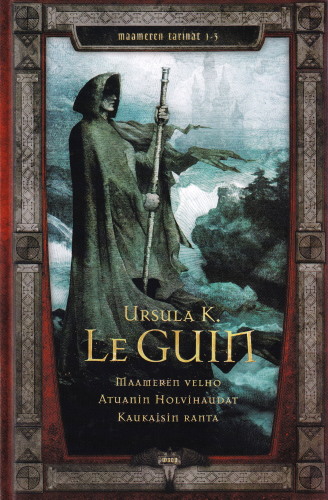 maameren tarinat 1-3
URSULA K.
LE GUIN
MAAMEREN VELHO
ATUANIN HOLVIHAUDAT
KAUKAISIN RANTA